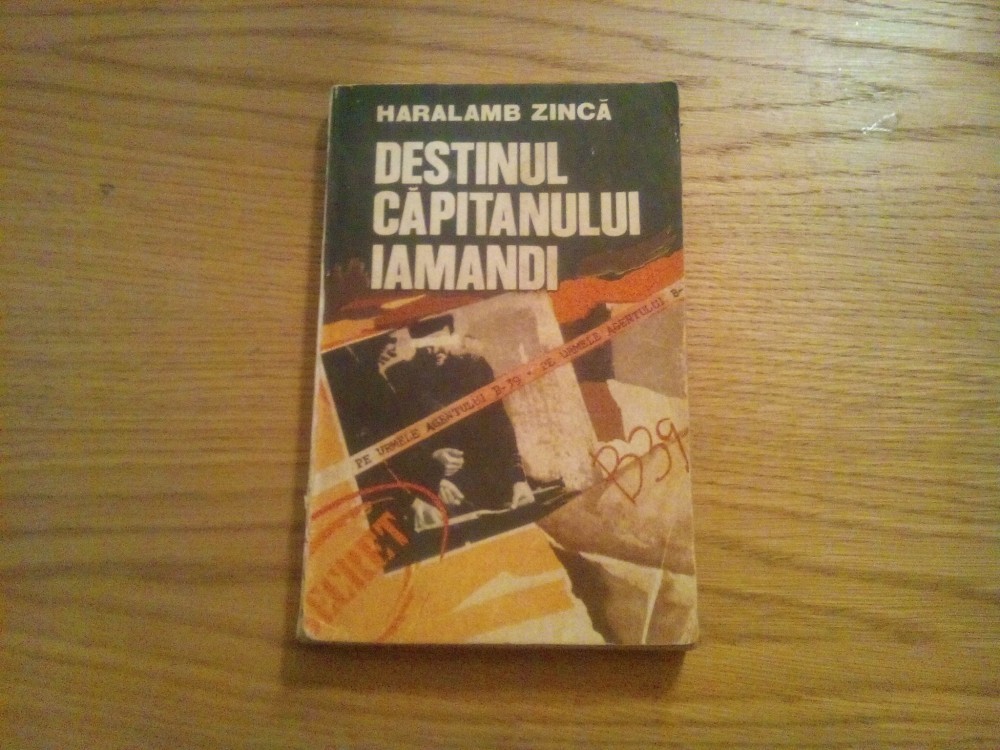 HARALAMB ZINCĂ
DESTINUL
CĂPITANULUI
IAMANDI
PE URMELE AGENTULUI B-39 • PE URMELE AGENTULUI B-
B39
SECRET